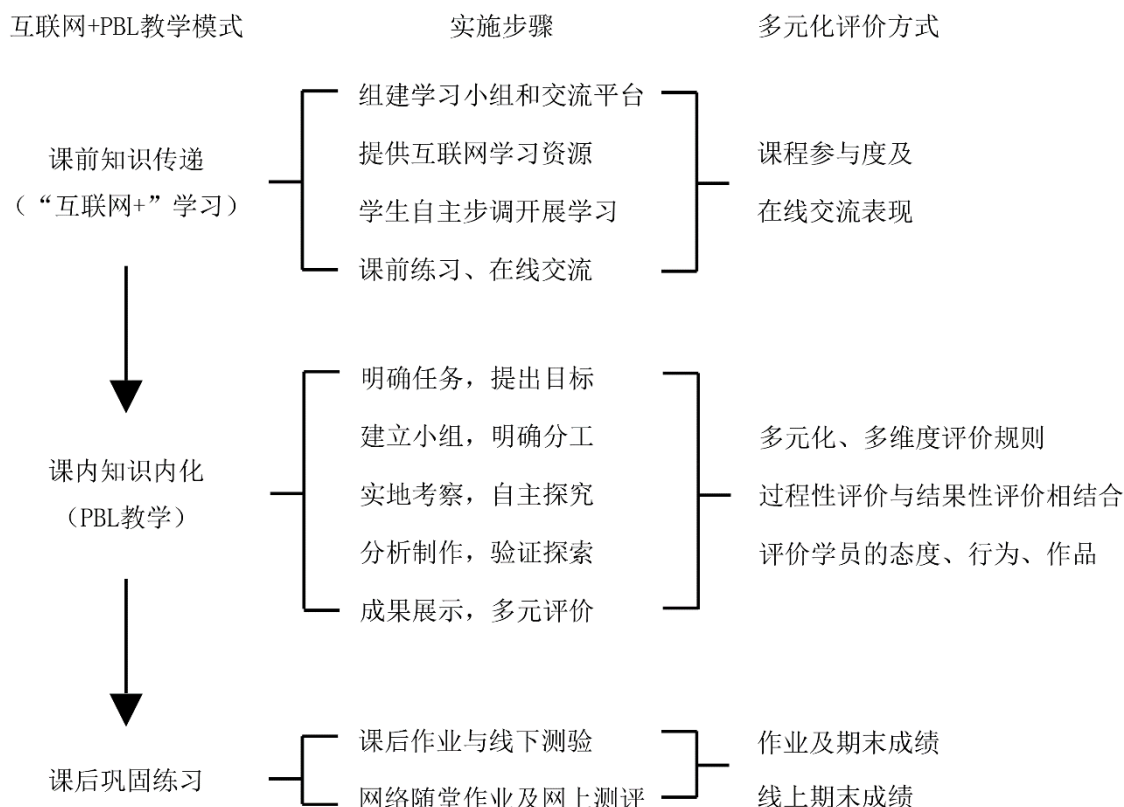 互联网+PBL教学模式
实施步骤
多元化评价方式
课前知识传递
（“互联网+”学习）
组建学习小组和交流平台
提供互联网学习资源
学生自主步调开展学习
课前练习、在线交流
课程参与度及
在线交流表现
课内知识内化
（PBL教学）
明确任务，提出目标
建立小组，明确分工
实地考察，自主探究
分析制作，验证探索
成果展示，多元评价
多元化、多维度评价规则
过程性评价与结果性评价相结合
评价学员的态度、行为、作品
课后巩固练习
课后作业与线下测验
网络随堂作业及网上测评
作业及期末成绩
线上期末成绩